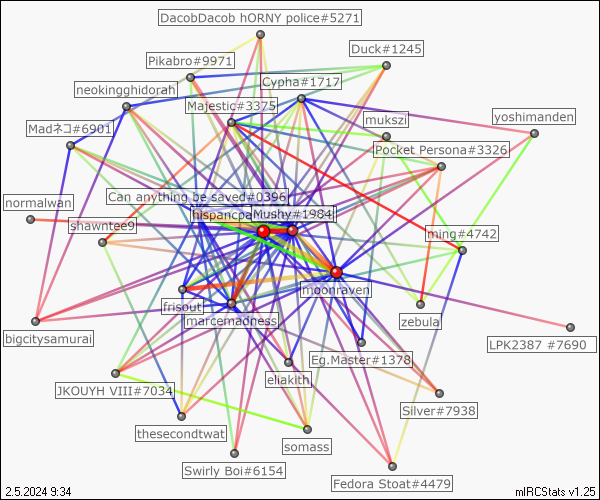 DacobDacob hORNY police#5271
Duck#1245
Pikabro#9971
Cypha#1717
neokingghidorah
Majestic#3375
mukszi
yoshimanden
Madネコ#6901
Pocket Persona#3326
Can anything be saved#0396
normalwan
hispancpa
Mushy#1984
shawntee9
ming#4742
moonraven
frisout
marcemadness
zebula
bigcitysamurai
LPK2387 #7690
Eg.Master#1378
eliakith
JKOUYH VIII#7034
Silver#7938
thesecondtwat
somass
Swirly Boi#6154
Fedora Stoat#4479
2.5.2024 9:34
mIRCStats v1.25